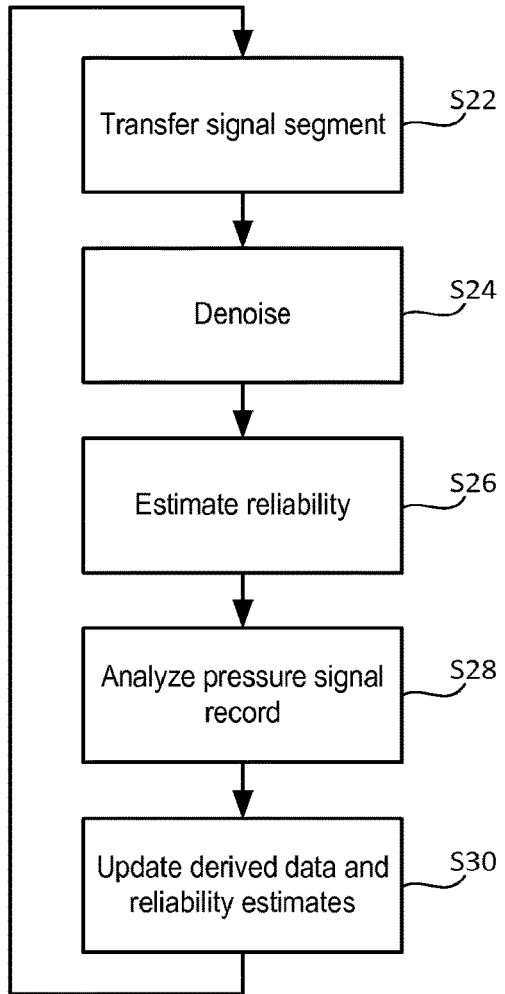 Transfer signal segment
S22
Denoise
S24
Estimate reliability
S26
Analyze pressure signal
record
S28
Update derived data and
reliability estimates
S30